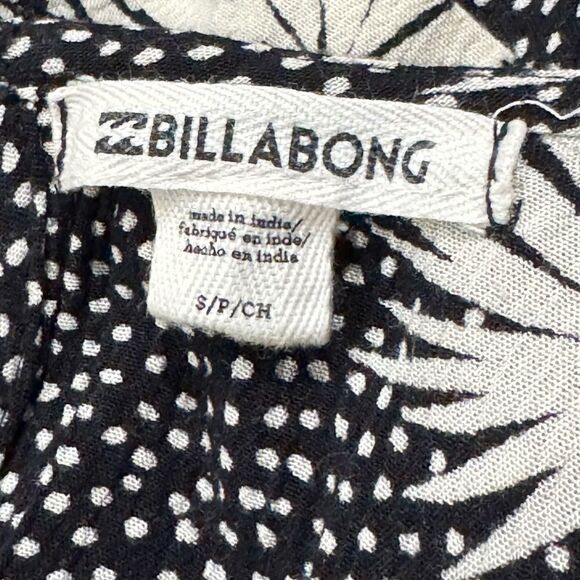 BILLABONG
made in india/
fabriqué en inde/
hecho en india
S/P/CH